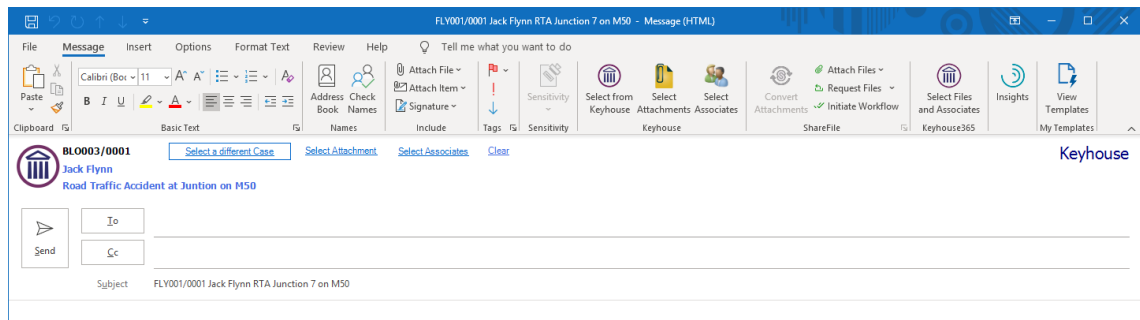 FLY001/0001 Jack Flynn RTA Junction 7 on M50 - Message (HTML)
File Message Insert Options Format Text Review Help Tell me what you want to do
Paste
Calibri (Boc 11
B I U
Address Book
Check Names
Attach File
Attach Item
Signature
Sensitivity
Select from Keyhouse
Select Attachments
Select Associates
Convert Attachments
Attach Files
Request Files
Initiate Workflow
Select Files and Associates
Insights
View Templates
Clipboard Basic Text Names Include Tags Sensitivity Keyhouse ShareFile Keyhouse365 My Templates
BLO003/0001 Select a different Case Select Attachment Select Associates Clear Keyhouse
Jack Flynn
Road Traffic Accident at Juntion on M50
Send
To
Cc
Subject FLY001/0001 Jack Flynn RTA Junction 7 on M50